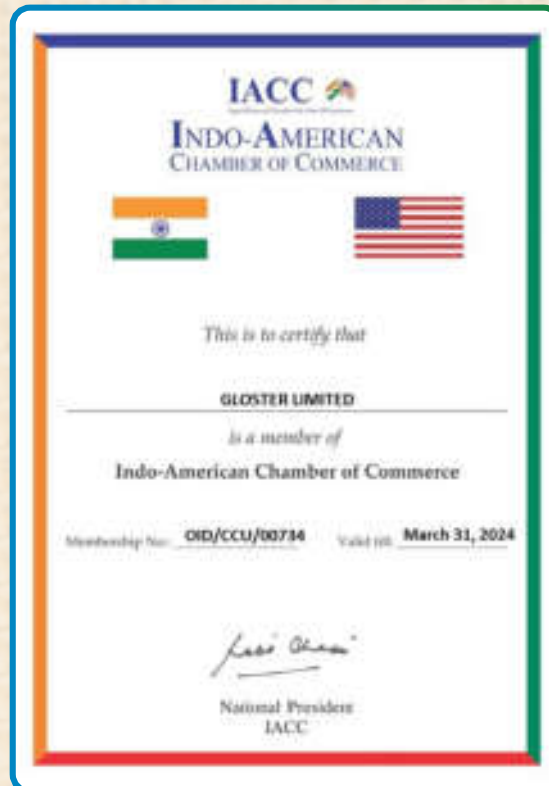 IACC
INDO-AMERICAN
CHAMBER OF COMMERCE
This is to certify that
GLOSTER LIMITED
is a member of
Indo-American Chamber of Commerce
Membership No: OID/CCU/00734 Valid till: March 31, 2024
National President
IACC